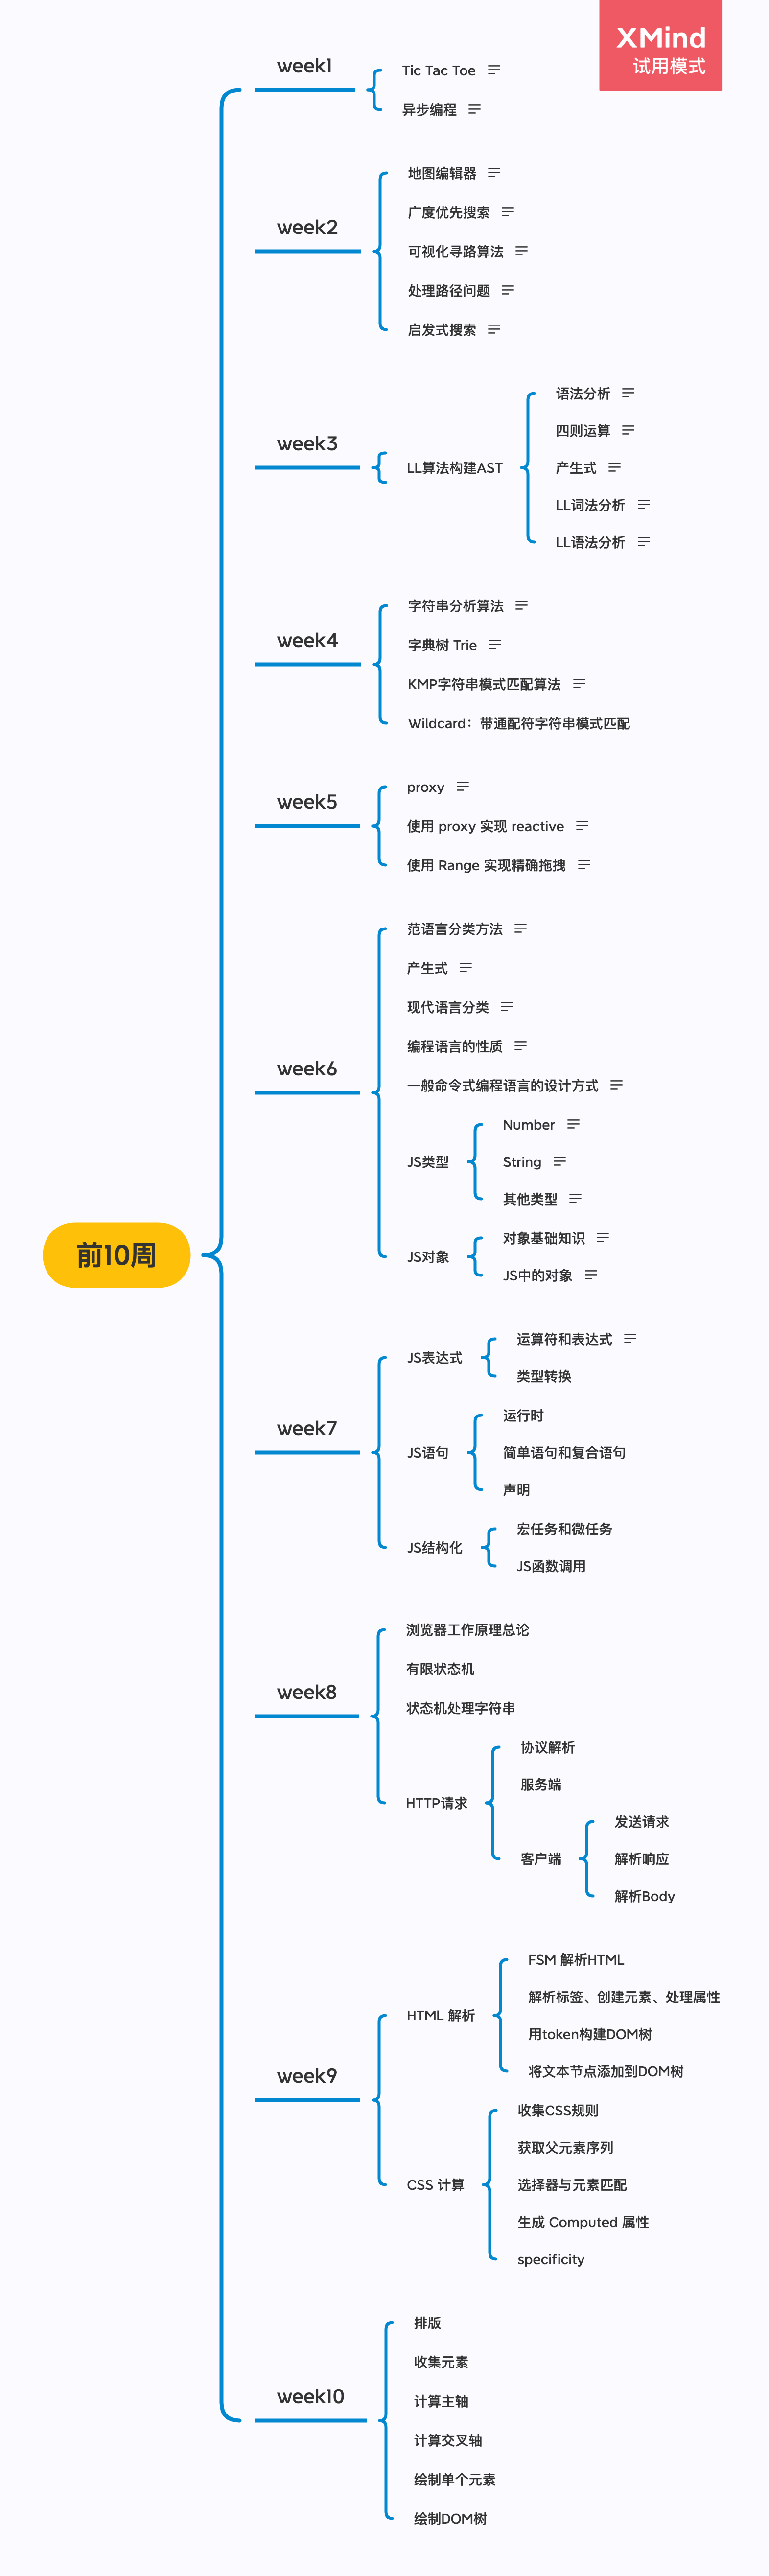 XMind
试用模式
week1
Tic Tac Toe
异步编程
week2
地图编辑器
广度优先搜索
可视化寻路算法
处理路径问题
启发式搜索
week3
LL算法构建AST
语法分析
四则运算
产生式
LL词法分析
LL语法分析
week4
字符串分析算法
字典树 Trie
KMP字符串模式匹配算法
Wildcard：带通配符字符串模式匹配
week5
proxy
使用 proxy 实现 reactive
使用 Range 实现精确拖拽
week6
范语言分类方法
产生式
现代语言分类
编程语言的性质
一般命令式编程语言的设计方式
JS类型
Number
String
其他类型
JS对象
对象基础知识
JS中的对象
前10周
week7
JS表达式
运算符和表达式
类型转换
JS语句
运行时
简单语句和复合语句
声明
JS结构化
宏任务和微任务
JS函数调用
week8
浏览器工作原理总论
有限状态机
状态机处理字符串
HTTP请求
协议解析
服务端
客户端
发送请求
解析响应
解析Body
week9
HTML 解析
FSM 解析HTML
解析标签、创建元素、处理属性
用token构建DOM树
将文本节点添加到DOM树
CSS 计算
收集CSS规则
获取父元素序列
选择器与元素匹配
生成 Computed 属性
specificity
week10
排版
收集元素
计算主轴
计算交叉轴
绘制单个元素
绘制DOM树